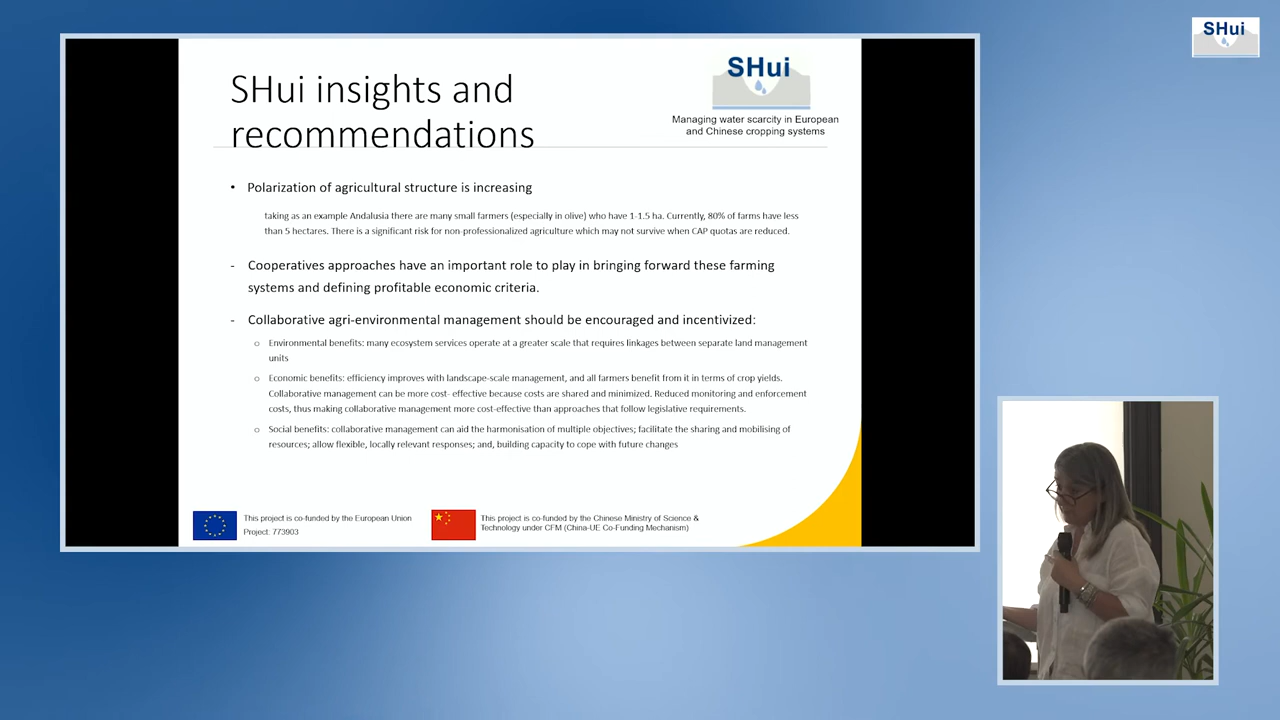 SHui
SHui insights and
recommendations
SHui
Managing water scarcity in European
and Chinese cropping systems
• Polarization of agricultural structure is increasing
taking as an example Andalusia there are many small farmers (especially in olive) who have 1-1.5 ha. Currently, 80% of farms have less
than 5 hectares. There is a significant risk for non-professionalized agriculture which may not survive when CAP quotas are reduced.
- Cooperatives approaches have an important role to play in bringing forward these farming
systems and defining profitable economic criteria.
- Collaborative agri-environmental management should be encouraged and incentivized:
o Environmental benefits: many ecosystem services operate at a greater scale that requires linkages between separate land management
units
o Economic benefits: efficiency improves with landscape-scale management, and all farmers benefit from it in terms of crop yields.
Collaborative management can be more cost- effective because costs are shared and minimized. Reduced monitoring and enforcement
costs, thus making collaborative management more cost-effective than approaches that follow legislative requirements.
o Social benefits: collaborative management can aid the harmonisation of multiple objectives; facilitate the sharing and mobilising of
resources; allow flexible, locally relevant responses; and, building capacity to cope with future changes
This project is co-funded by the European Union
Project: 773903
This project is co-funded by the Chinese Ministry of Science &
Technology under CFM (China-UE Co-Funding Mechanism)